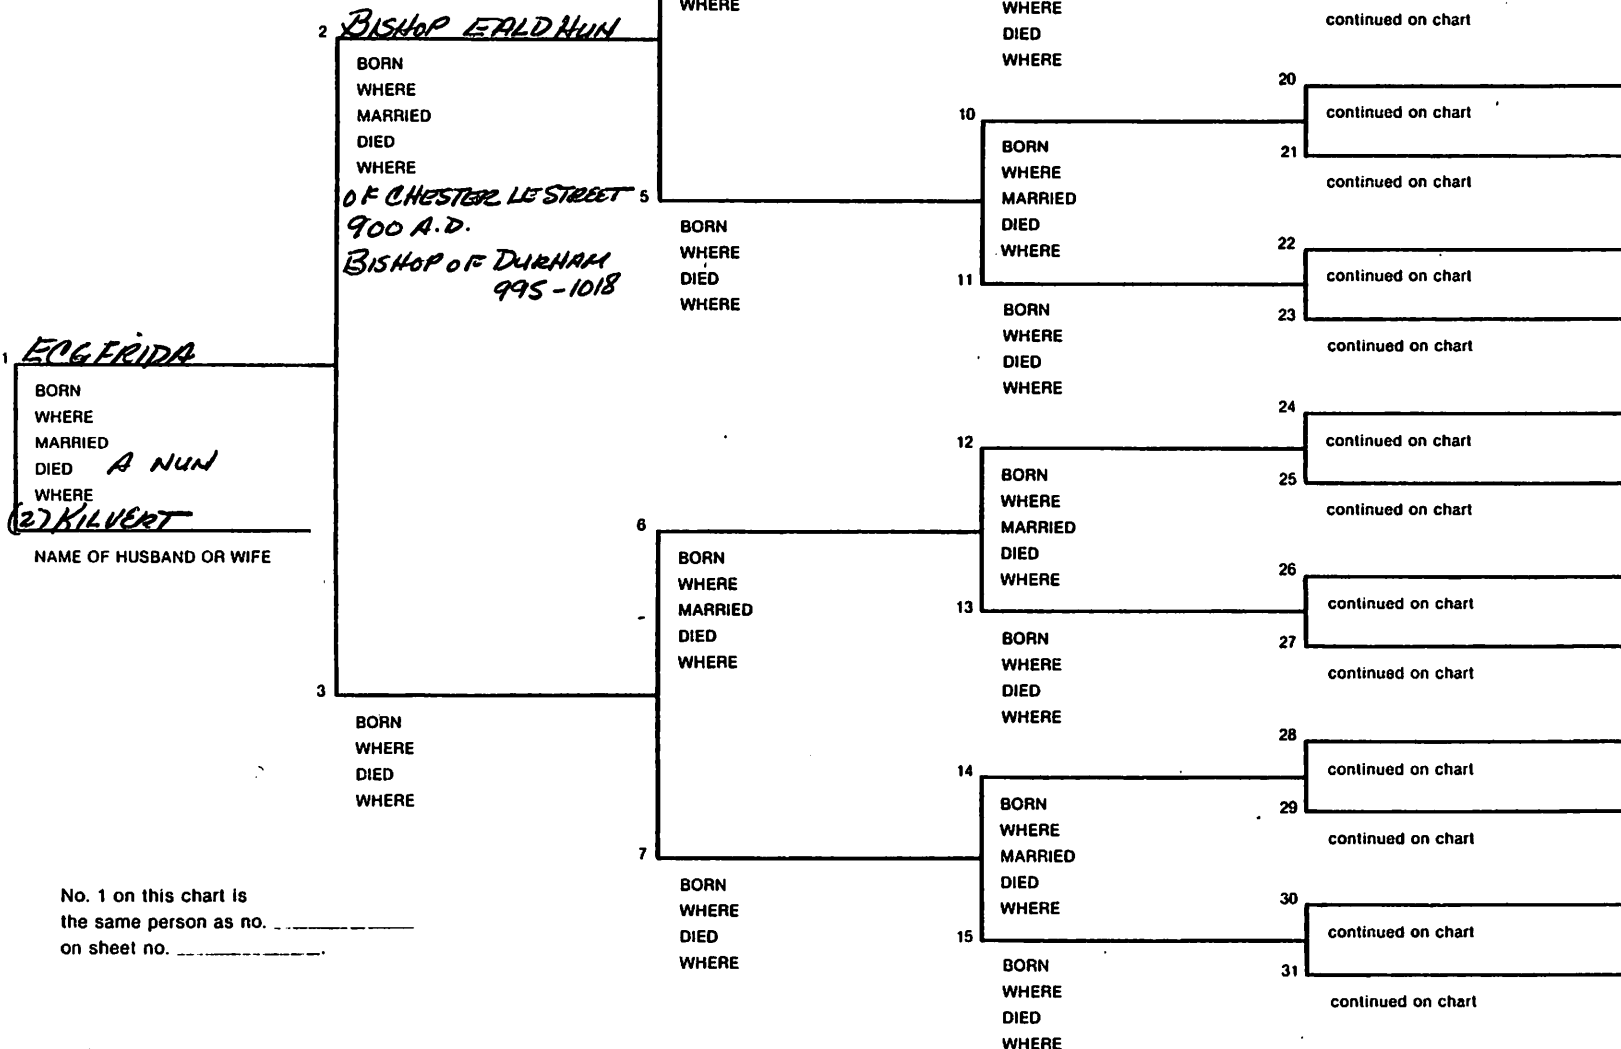 2 BISHOP EALDHUN
BORN
WHERE
MARRIED
DIED
WHERE
OF CHESTER LE STREET
900 A.D.
BISHOP OF DURHAM
995-1018
1 ECGFRIDA
BORN
WHERE
MARRIED
DIED A NUN
WHERE
(2) KILVERT
NAME OF HUSBAND OR WIFE
3
BORN
WHERE
DIED
WHERE
No. 1 on this chart is
the same person as no.
on sheet no.
WHERE
5
BORN
WHERE
DIED
WHERE
6
BORN
WHERE
MARRIED
DIED
WHERE
7
BORN
WHERE
DIED
WHERE
WHERE
DIED
WHERE
10
BORN
WHERE
MARRIED
DIED
WHERE
11
BORN
WHERE
DIED
WHERE
12
BORN
WHERE
MARRIED
DIED
WHERE
13
BORN
WHERE
DIED
WHERE
14
BORN
WHERE
MARRIED
DIED
WHERE
15
BORN
WHERE
DIED
WHERE
continued on chart
20
continued on chart
21
continued on chart
22
continued on chart
23
continued on chart
24
continued on chart
25
continued on chart
26
continued on chart
27
continued on chart
28
continued on chart
29
continued on chart
30
continued on chart
31
continued on chart